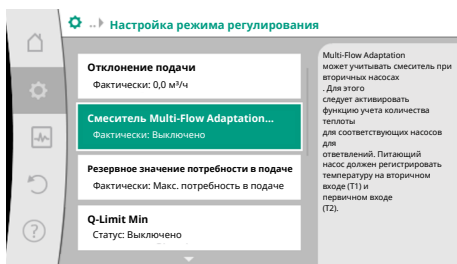 .. Настройка режима регулирования
Отклонение подачи
Фактически: 0,0 м³/ч
Смеситель Multi-Flow Adaptation...
Фактически: Выключено
Резервное значение потребности в подаче
Фактически: Макс. потребность в подаче
Q-Limit Min
Статус: Выключено
Multi-Flow Adaptation
может учитывать смеситель при
вторичных насосах
. Для этого
следует активировать
функцию учета количества
теплоты
для соответствующих насосов
для
ответвлений. Питающий
насос должен регистрировать
температуру на вторичном
входе (T1) и
первичном входе
(T2).